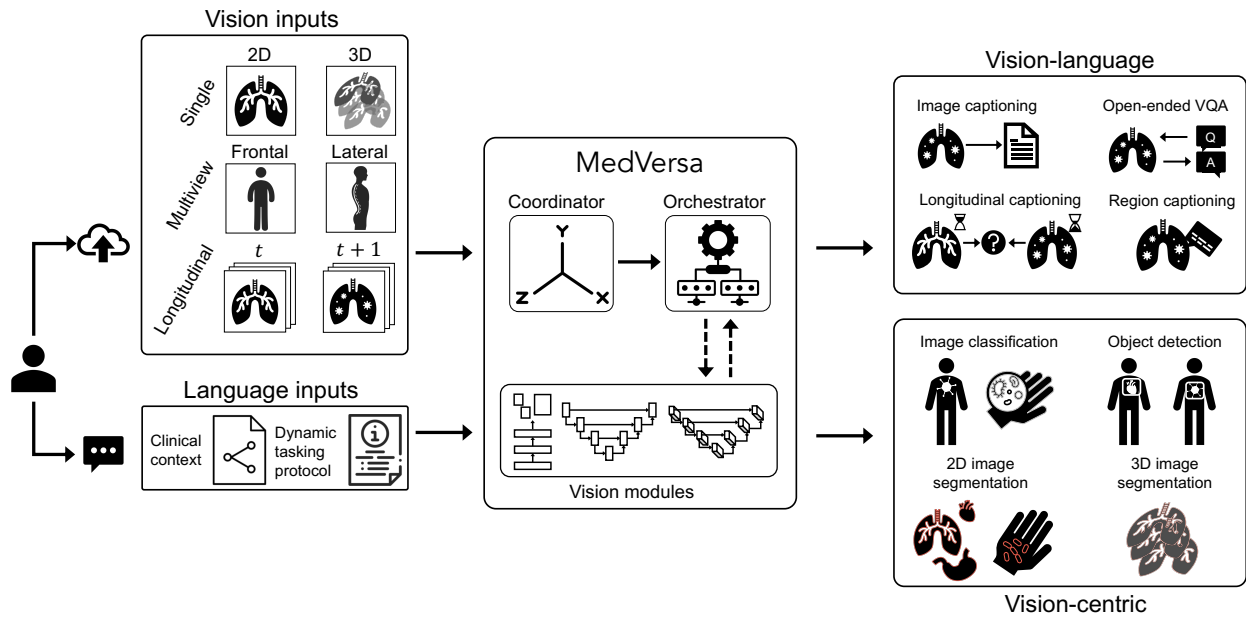 Vision inputs
2D 3D
Single
Frontal Lateral
Multiview
t t + 1
Longitudinal
Language inputs
Clinical
context
Dynamic
tasking
protocol
i
MedVersa
Coordinator Orchestrator
Y
Z X
Vision modules
Vision-language
Image captioning Open-ended VQA
Q
A
Longitudinal captioning Region captioning
?
Image classification Object detection
2D image
segmentation
3D image
segmentation
Vision-centric